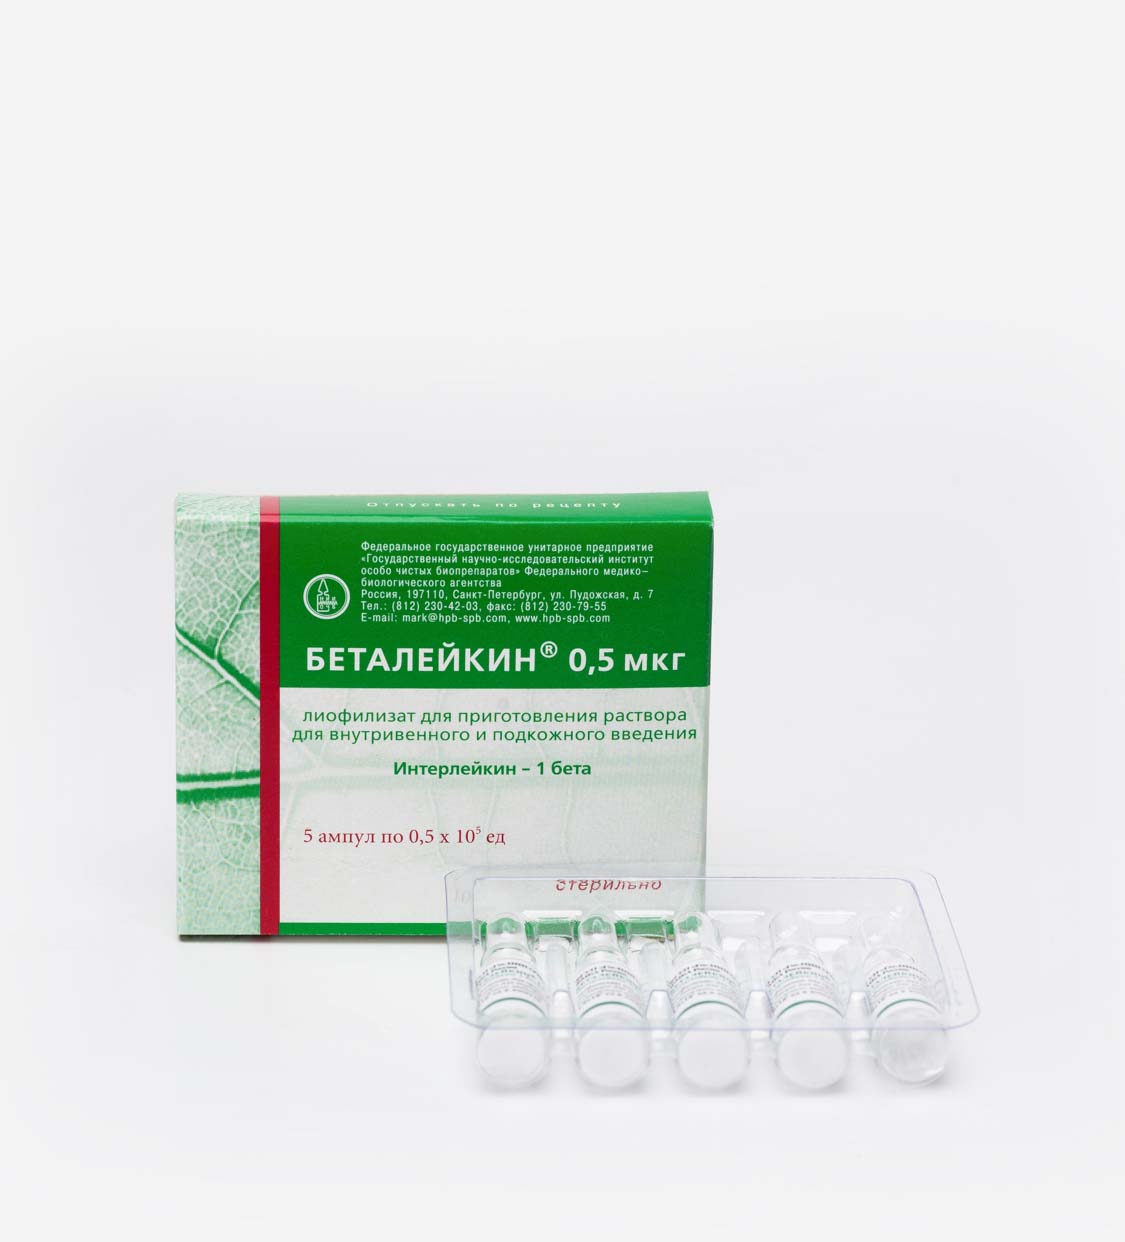 Отпускать по рецепту
Федеральное государственное унитарное предприятие
«Государственный научно-исследовательский институт
особо чистых биопрепаратов» Федерального медико–
биологического агентства
Россия, 197110, Санкт-Петербург, ул. Пудожская, д. 7
Тел.: (812) 230-42-03, факс: (812) 230-79-55
E-mail: mark@hpb-spb.com, www.hpb-spb.com
БЕТАЛЕЙКИН® 0,5 мкг
лиофилизат для приготовления раствора
для внутривенного и подкожного введения
Интерлейкин – 1 бета
5 ампул по 0,5 x 10⁵ ед
стерильно